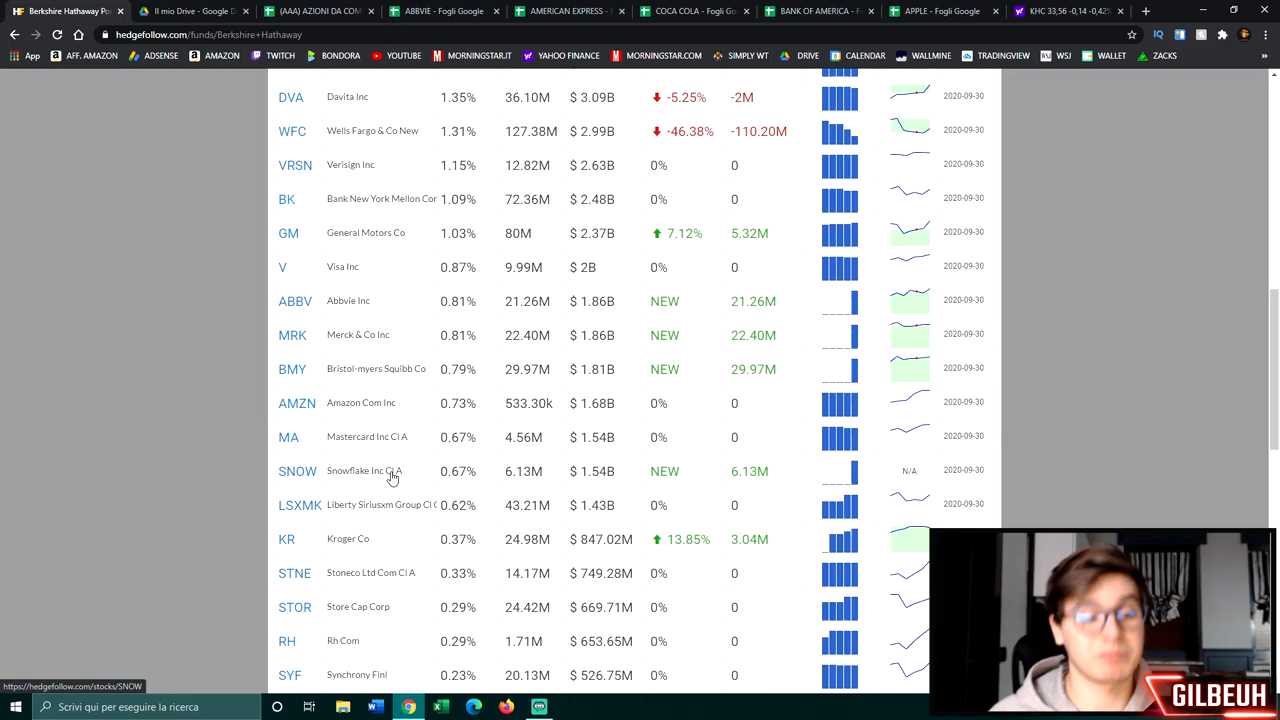 Berkshire Hathaway Holdings
Il mio Drive - Google D
(AAA) AZIONI DA COM
ABBVIE - Fogli Google
AMERICAN EXPRESS - F
COCA COLA - Fogli Goo
BANK OF AMERICA - F
APPLE - Fogli Google
KHC 33,56 -0,14 -0,42%
hedgefollow.com/funds/Berkshire+Hathaway
App AFF. AMAZON ADSENSE AMAZON TWITCH BONDORA YOUTUBE MORNINGSTAR.IT YAHOO FINANCE MORNINGSTAR.COM SIMPLY WT DRIVE CALENDAR WALLMINE TRADINGVIEW WSJ WALLET ZACKS
DVA Davita Inc 1.35% 36.10M $ 3.09B -5.25% -2M 2020-09-30
WFC Wells Fargo & Co New 1.31% 127.38M $ 2.99B -46.38% -110.20M 2020-09-30
VRSN Verisign Inc 1.15% 12.82M $ 2.63B 0% 0 2020-09-30
BK Bank New York Mellon Cor 1.09% 72.36M $ 2.48B 0% 0 2020-09-30
GM General Motors Co 1.03% 80M $ 2.37B 7.12% 5.32M 2020-09-30
V Visa Inc 0.87% 9.99M $ 2B 0% 0 2020-09-30
ABBV Abbvie Inc 0.81% 21.26M $ 1.86B NEW 21.26M 2020-09-30
MRK Merck & Co Inc 0.81% 22.40M $ 1.86B NEW 22.40M 2020-09-30
BMY Bristol-myers Squibb Co 0.79% 29.97M $ 1.81B NEW 29.97M 2020-09-30
AMZN Amazon Com Inc 0.73% 533.30k $ 1.68B 0% 0 2020-09-30
MA Mastercard Inc Cl A 0.67% 4.56M $ 1.54B 0% 0 2020-09-30
SNOW Snowflake Inc Cl A 0.67% 6.13M $ 1.54B NEW 6.13M N/A 2020-09-30
LSXMK Liberty Siriusxm Group Cl C 0.62% 43.21M $ 1.43B 0% 0 2020-09-30
KR Kroger Co 0.37% 24.98M $ 847.02M 13.85% 3.04M
STNE Stoneco Ltd Com Cl A 0.33% 14.17M $ 749.28M 0% 0
STOR Store Cap Corp 0.29% 24.42M $ 669.71M 0% 0
RH Rh Com 0.29% 1.71M $ 653.65M 0% 0
SYF Synchrony Finl 0.23% 20.13M $ 526.75M 0% 0
https://hedgefollow.com/stocks/SNOW
Scrivi qui per eseguire la ricerca
GILBEUH